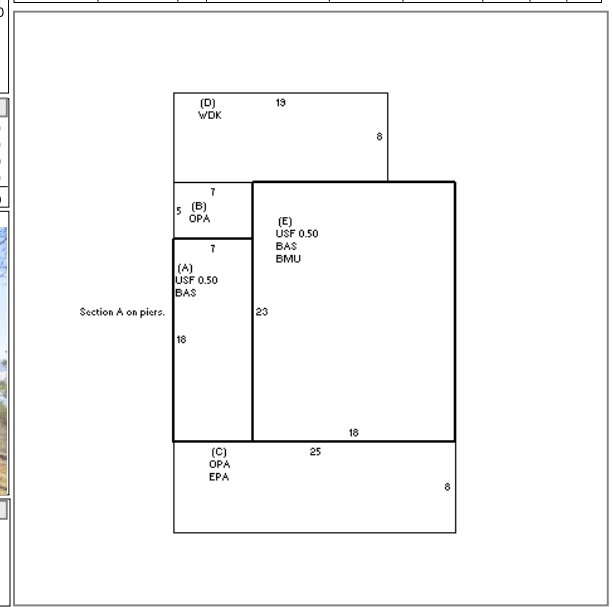 (D)
WDK
19
8
7
5
(B)
OPA
(E)
USF 0.50
BAS
BMU
7
(A)
USF 0.50
BAS
Section A on piers.
23
18
18
(C)
OPA
EPA
25
8